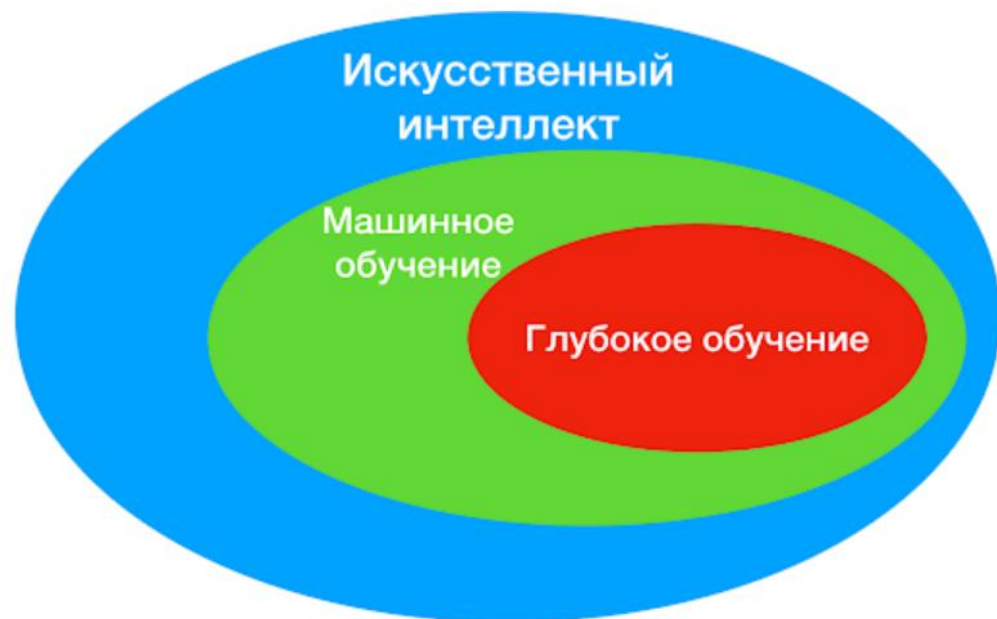 Искусственный
интеллект
Машинное
обучение
Глубокое обучение